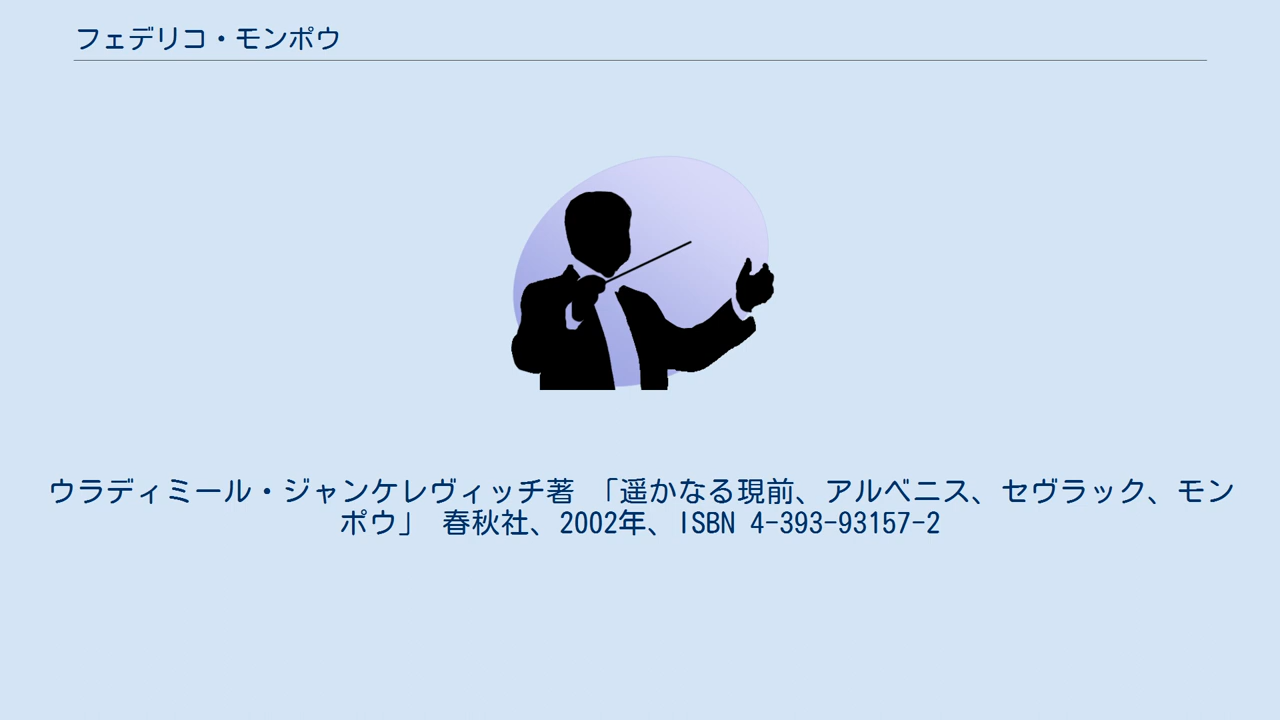 フェデリコ・モンポウ
ウラディミール・ジャンケレヴィッチ著 「遥かなる現前、アルベニス、セヴラック、モン
ポウ」 春秋社、2002年、ISBN 4-393-93157-2